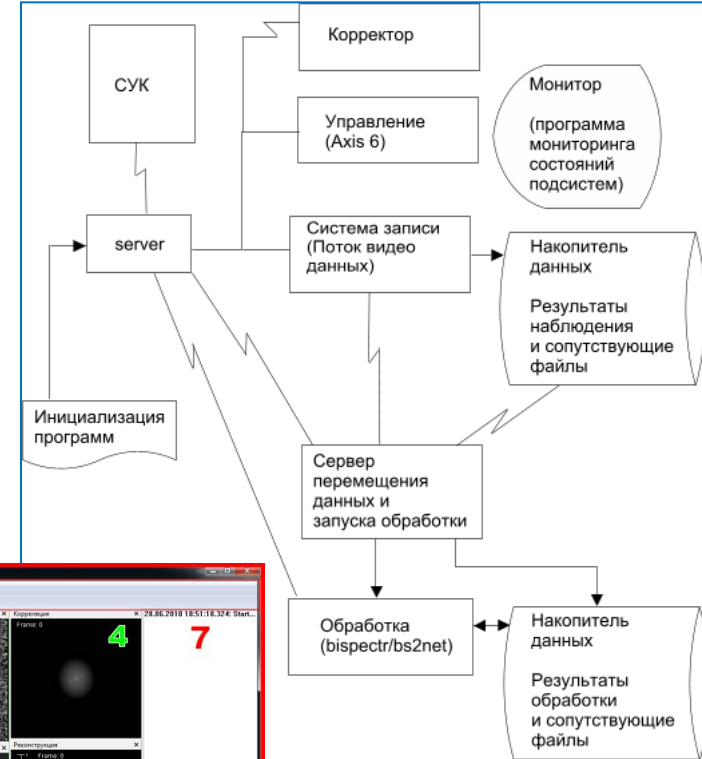 Корректор
СУК
Управление
(Axis 6)
Монитор
(программа
мониторинга
состояний
подсистем)
server
Система записи
(Поток видео
данных)
Накопитель
данных
Результаты
наблюдения
и сопутствующие
файлы
Инициализация
программ
Сервер
перемещения
данных и
запуска обработки
Обработка
(bispectr/bs2net)
Накопитель
данных
Результаты
обработки
и сопутствующие
файлы
Корреляция
28.06.2010 18:51:18.324: Start...
Frame: 0
4
7
Реконструкция
Frame: 8